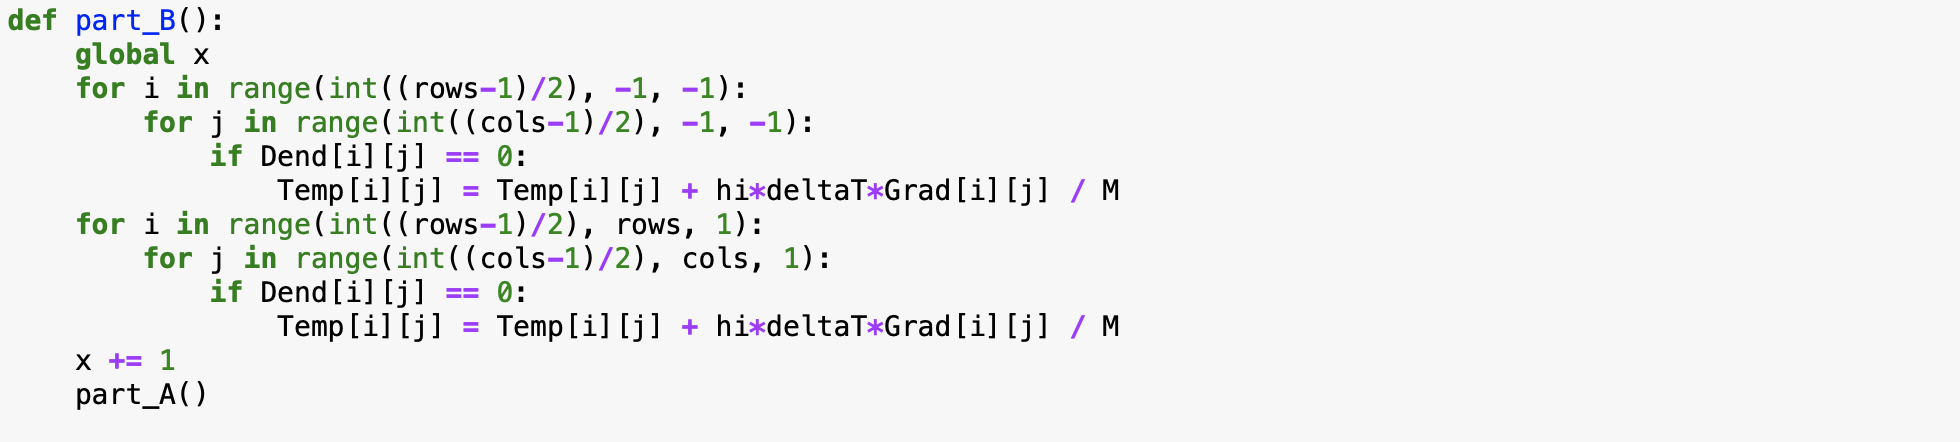 def part_B():
    global x
    for i in range(int((rows-1)/2), -1, -1):
        for j in range(int((cols-1)/2), -1, -1):
            if Dend[i][j] == 0:
                Temp[i][j] = Temp[i][j] + hi*deltaT*Grad[i][j] / M
    for i in range(int((rows-1)/2), rows, 1):
        for j in range(int((cols-1)/2), cols, 1):
            if Dend[i][j] == 0:
                Temp[i][j] = Temp[i][j] + hi*deltaT*Grad[i][j] / M
    x += 1
    part_A()